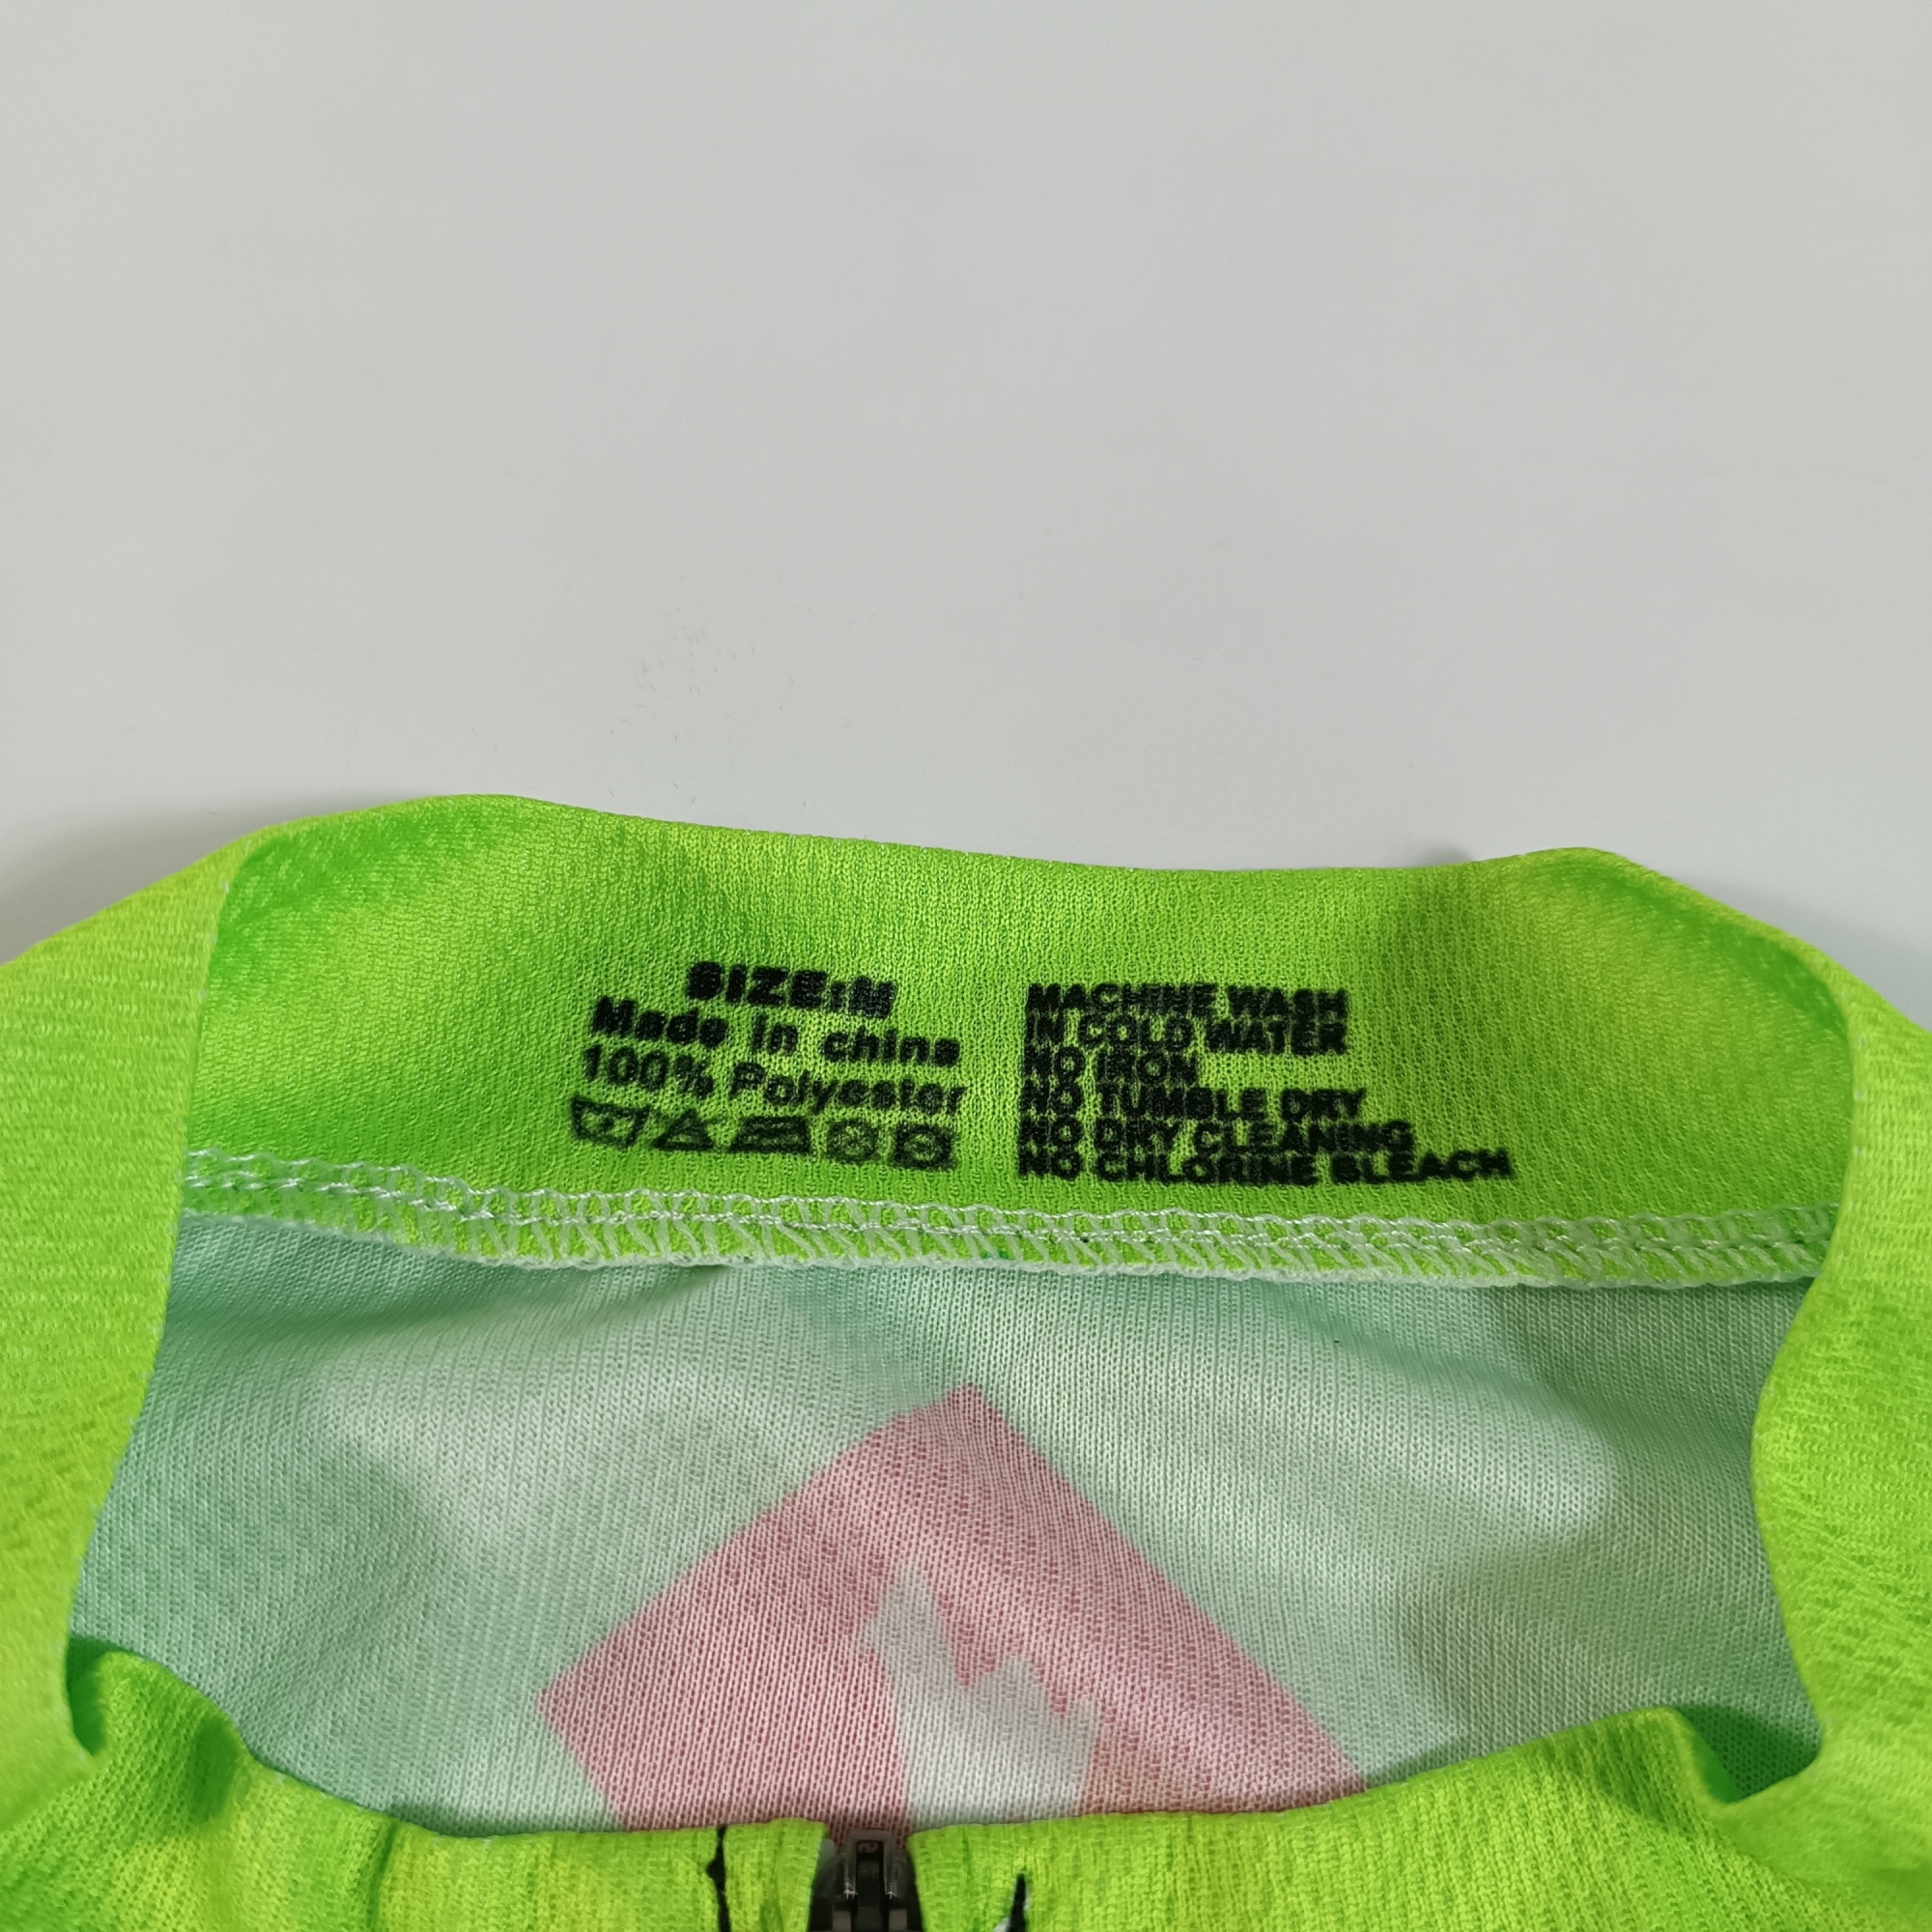 SIZE:M
Made in china
100% Polyester
MACHINE WASH
IN COLD WATER
NO IRON
NO TUMBLE DRY
NO DRY CLEANING
NO CHLORINE BLEACH